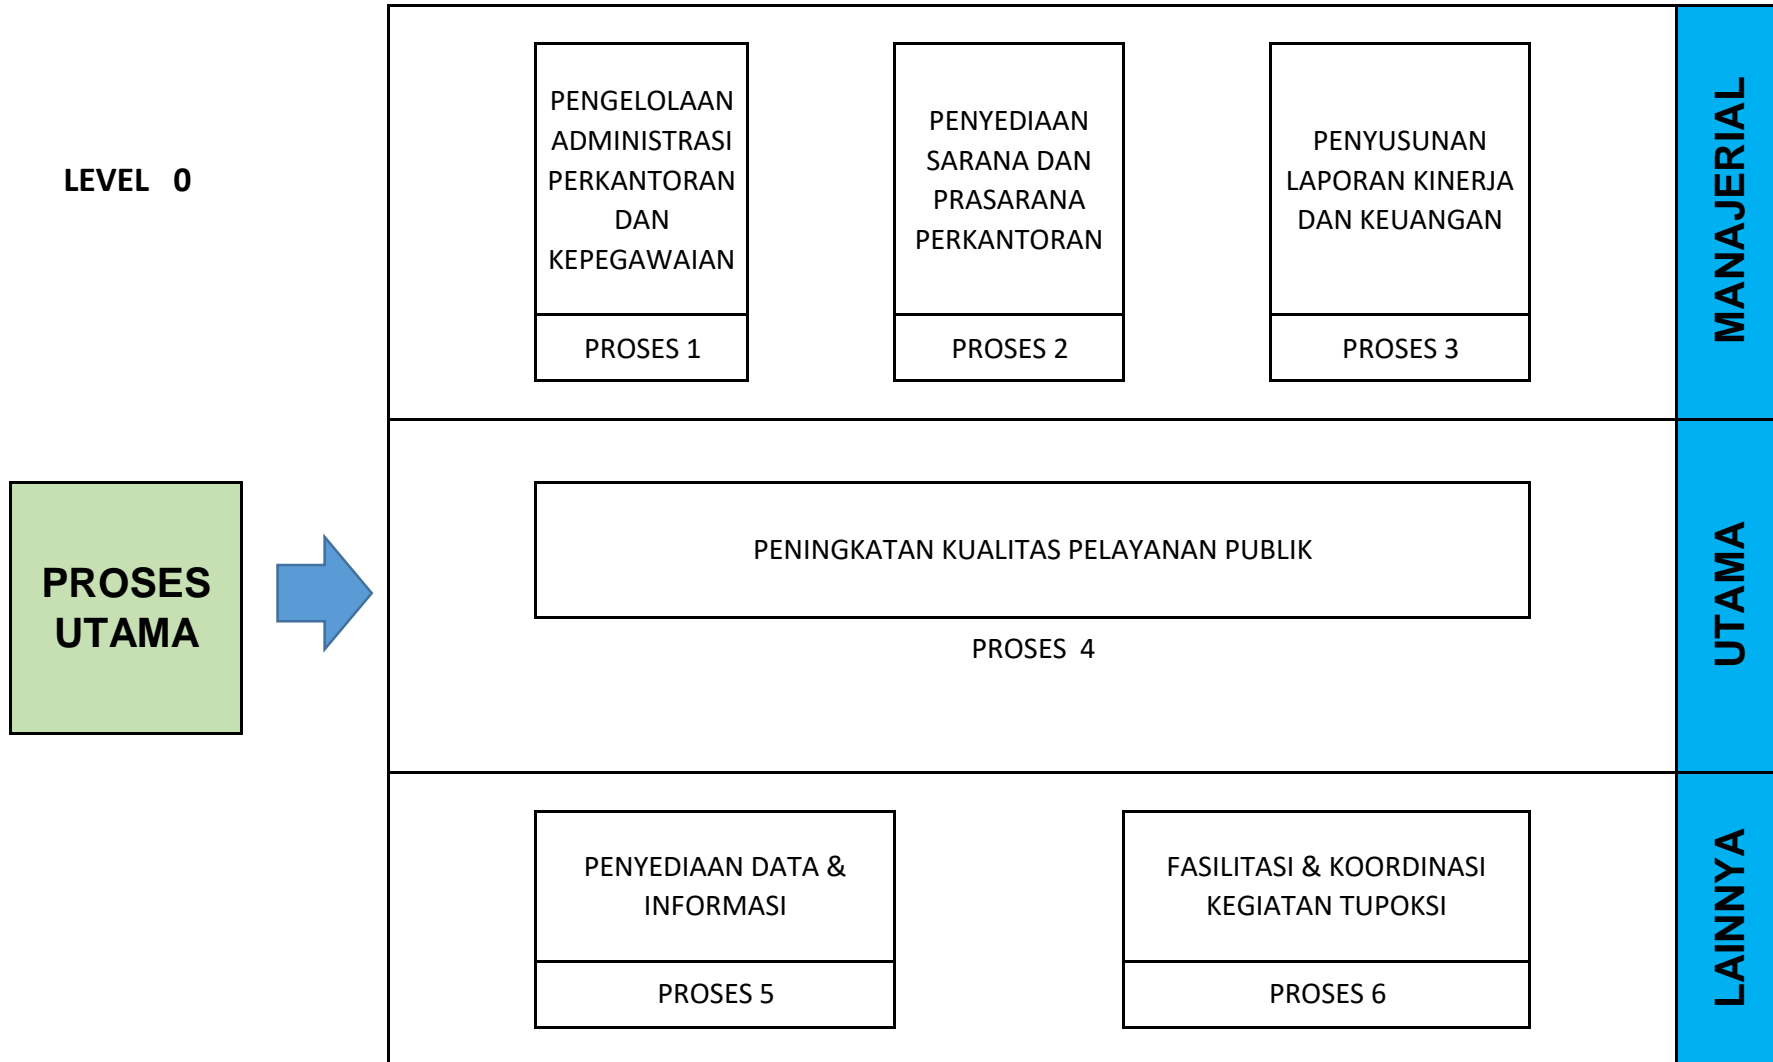 LEVEL 0
PENGELOLAAN
ADMINISTRASI
PERKANTORAN
DAN
KEPEGAWAIAN
PROSES 1
PENYEDIAAN
SARANA DAN
PRASARANA
PERKANTORAN
PROSES 2
PENYUSUNAN
LAPORAN KINERJA
DAN KEUANGAN
PROSES 3
MANAJERIAL
PROSES
UTAMA
PENINGKATAN KUALITAS PELAYANAN PUBLIK
PROSES 4
UTAMA
PENYEDIAAN DATA &
INFORMASI
PROSES 5
FASILITASI & KOORDINASI
KEGIATAN TUPOKSI
PROSES 6
LAINNYA